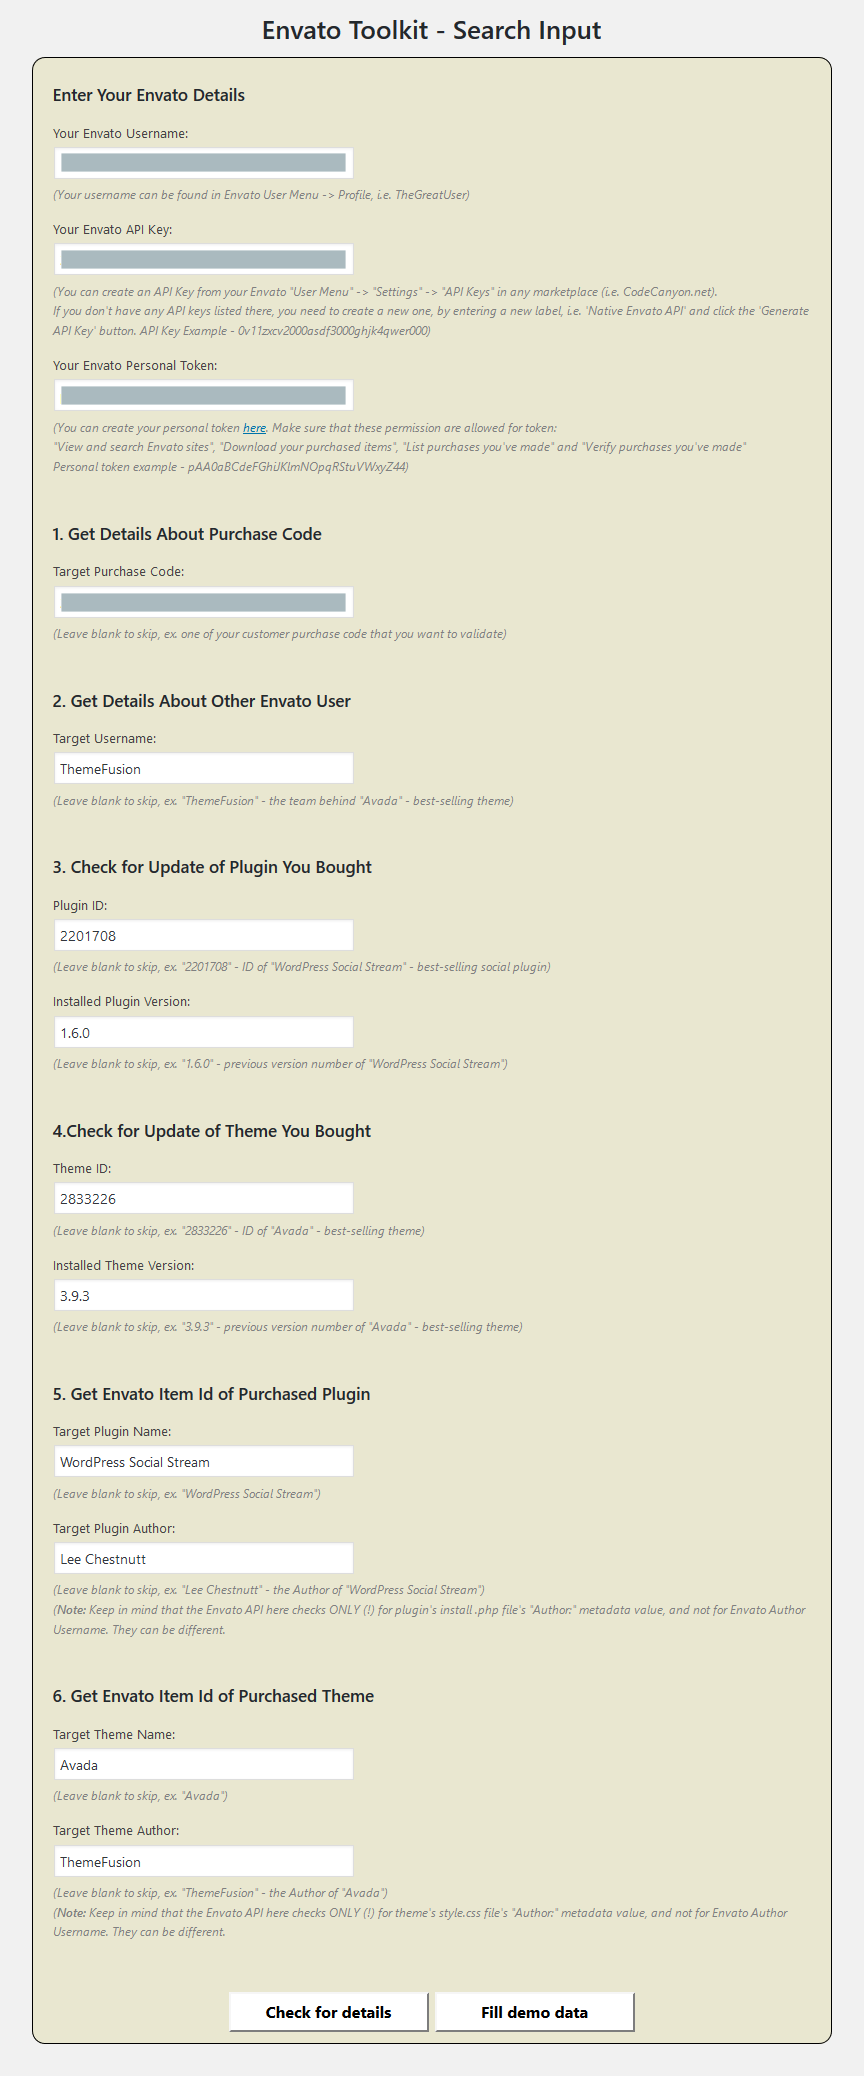 Envato Toolkit - Search Input
Enter Your Envato Details
Your Envato Username:
(Your username can be found in Envato User Menu -> Profile, i.e. TheGreatUser)
Your Envato API Key:
(You can create an API Key from your Envato "User Menu" -> "Settings" -> "API Keys" in any marketplace (i.e. CodeCanyon.net).
If you don't have any API keys listed there, you need to create a new one, by entering a new label, i.e. 'Native Envato API' and click the 'Generate
API Key' button. API Key Example - 0v11zxcv2000asdf3000ghjk4qwer000)
Your Envato Personal Token:
(You can create your personal token here. Make sure that these permission are allowed for token:
"View and search Envato sites", "Download your purchased items", "List purchases you've made" and "Verify purchases you've made"
Personal token example - pAA0aBCdeFGhiJKlmNOpqRStuVWxyZ44)
1. Get Details About Purchase Code
Target Purchase Code:
(Leave blank to skip, ex. one of your customer purchase code that you want to validate)
2. Get Details About Other Envato User
Target Username:
ThemeFusion
(Leave blank to skip, ex. "ThemeFusion" - the team behind "Avada" - best-selling theme)
3. Check for Update of Plugin You Bought
Plugin ID:
2201708
(Leave blank to skip, ex. "2201708" - ID of "WordPress Social Stream" - best-selling social plugin)
Installed Plugin Version:
1.6.0
(Leave blank to skip, ex. "1.6.0" - previous version number of "WordPress Social Stream")
4.Check for Update of Theme You Bought
Theme ID:
2833226
(Leave blank to skip, ex. "2833226" - ID of "Avada" - best-selling theme)
Installed Theme Version:
3.9.3
(Leave blank to skip, ex. "3.9.3" - previous version number of "Avada" - best-selling theme)
5. Get Envato Item Id of Purchased Plugin
Target Plugin Name:
WordPress Social Stream
(Leave blank to skip, ex. "WordPress Social Stream")
Target Plugin Author:
Lee Chestnutt
(Leave blank to skip, ex. "Lee Chestnutt" - the Author of "WordPress Social Stream")
(Note: Keep in mind that the Envato API here checks ONLY (!) for plugin's install .php file's "Author:" metadata value, and not for Envato Author
Username. They can be different.
6. Get Envato Item Id of Purchased Theme
Target Theme Name:
Avada
(Leave blank to skip, ex. "Avada")
Target Theme Author:
ThemeFusion
(Leave blank to skip, ex. "ThemeFusion" - the Author of "Avada")
(Note: Keep in mind that the Envato API here checks ONLY (!) for theme's style.css file's "Author:" metadata value, and not for Envato Author
Username. They can be different.
Check for details
Fill demo data